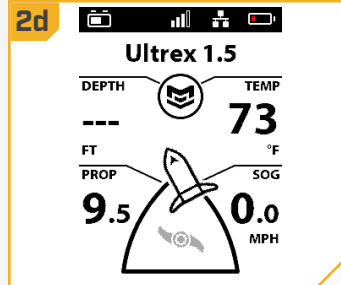 2d
Ultrex 1.5
DEPTH TEMP
--- 73
FT °F
PROP SOG
9.5 0.0
MPH